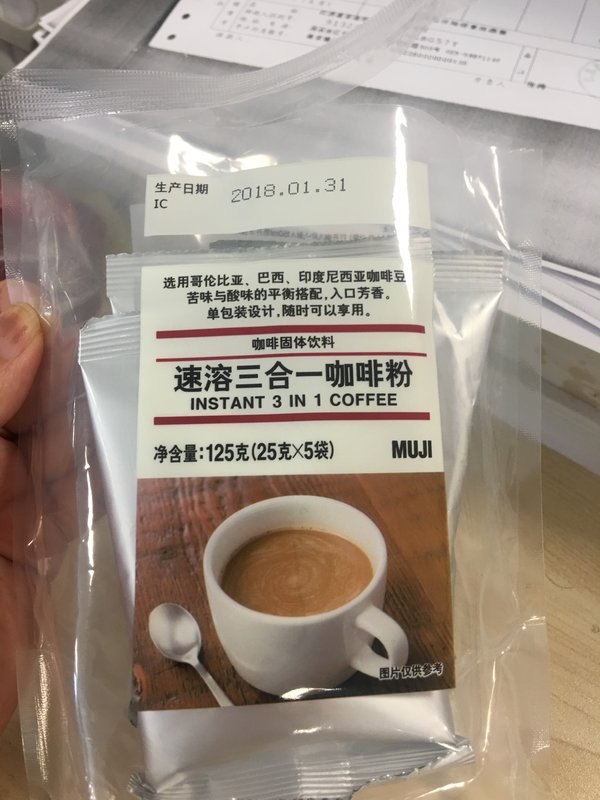 生产日期 2018.01.31
IC
选用哥伦比亚、巴西、印度尼西亚咖啡豆
苦味与酸味的平衡搭配,入口芳香。
单包装设计,随时可以享用。
咖啡固体饮料
速溶三合一咖啡粉
INSTANT 3 IN 1 COFFEE
净含量:125克(25克×5袋) MUJI
图片仅供参考